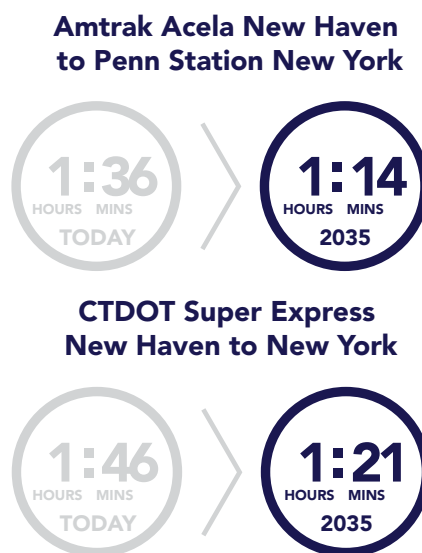 Amtrak Acela New Haven
to Penn Station New York
1:36
HOURS MINS
TODAY
1:14
HOURS MINS
2035
CTDOT Super Express
New Haven to New York
1:46
HOURS MINS
TODAY
1:21
HOURS MINS
2035